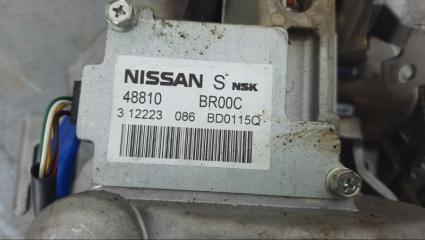 NISSAN S NSK
48810 BR00C
3 12223 086 BD0115Q